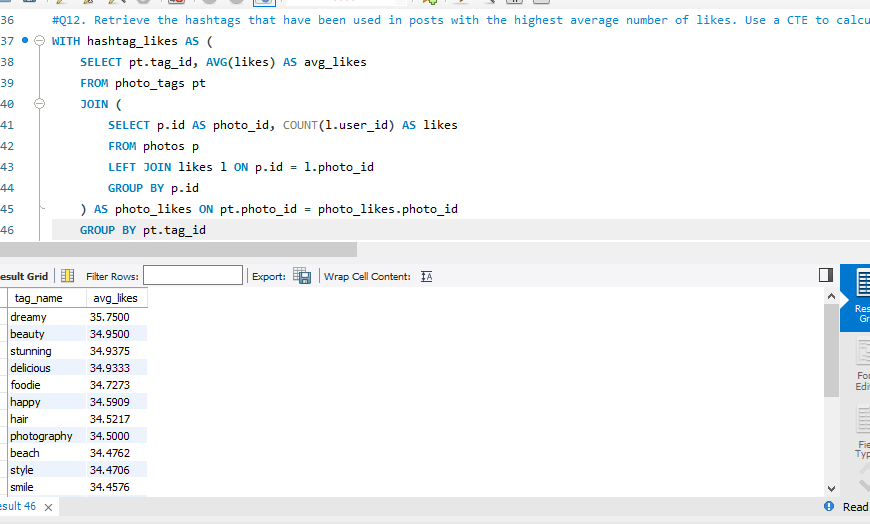 36 #Q12. Retrieve the hashtags that have been used in posts with the highest average number of likes. Use a CTE to calcu
37 WITH hashtag_likes AS (
38 SELECT pt.tag_id, AVG(likes) AS avg_likes
39 FROM photo_tags pt
40 JOIN (
41 SELECT p.id AS photo_id, COUNT(l.user_id) AS likes
42 FROM photos p
43 LEFT JOIN likes l ON p.id = l.photo_id
44 GROUP BY p.id
45 ) AS photo_likes ON pt.photo_id = photo_likes.photo_id
46 GROUP BY pt.tag_id
esult Grid Filter Rows: Export: Wrap Cell Content: IA
tag_name avg_likes
dreamy 35.7500
beauty 34.9500
stunning 34.9375
delicious 34.9333
foodie 34.7273
happy 34.5909
hair 34.5217
photography 34.5000
beach 34.4762
style 34.4706
smile 34.4576
Res
Gr
For
Edi
Fie
Typ
esult 46
Read